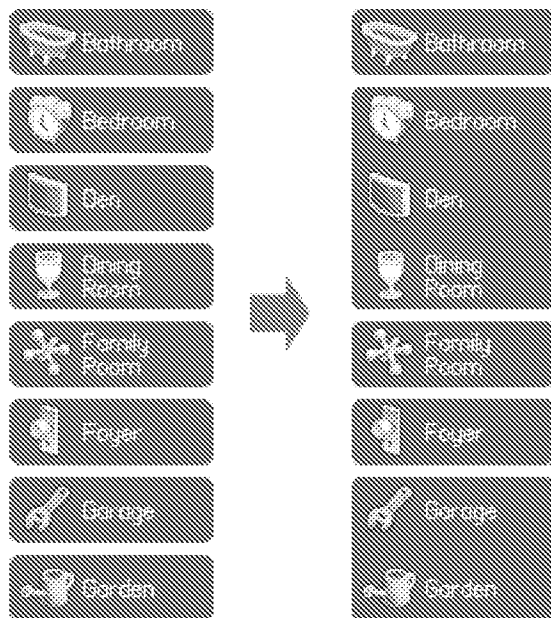 Bathroom
Bedroom
Den
Dining
Room
Family
Room
Foyer
Garage
Garden
Bathroom
Bedroom
Den
Dining
Room
Family
Room
Foyer
Garage
Garden